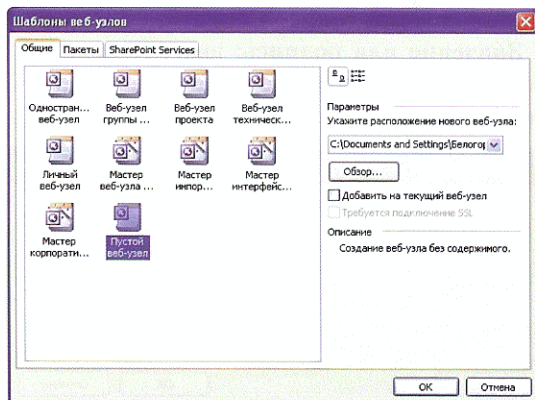 Шаблоны веб-узлов
Общие Пакеты SharePoint Services
Одностран... веб-узел
Веб-узел группы ...
Веб-узел проекта
Веб-узел техническ...
Личный веб-узел
Мастер веб-узла ...
Мастер импор...
Мастер интерфейс...
Мастер корпорати...
Пустой веб-узел
Параметры
Укажите расположение нового веб-узла:
C:\Documents and Settings\Белогор
Обзор...
Добавить на текущий веб-узел
Требуется подключение SSL
Описание
Создание веб-узла без содержимого.
ОК Отмена